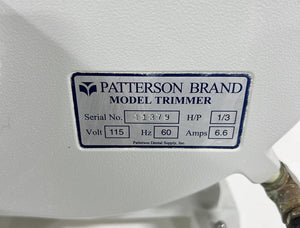 PATTERSON BRAND
MODEL TRIMMER
Serial No. 11379 H/P 1/3
Volt 115 Hz 60 Amps 6.6
Patterson Dental Supply, Inc.